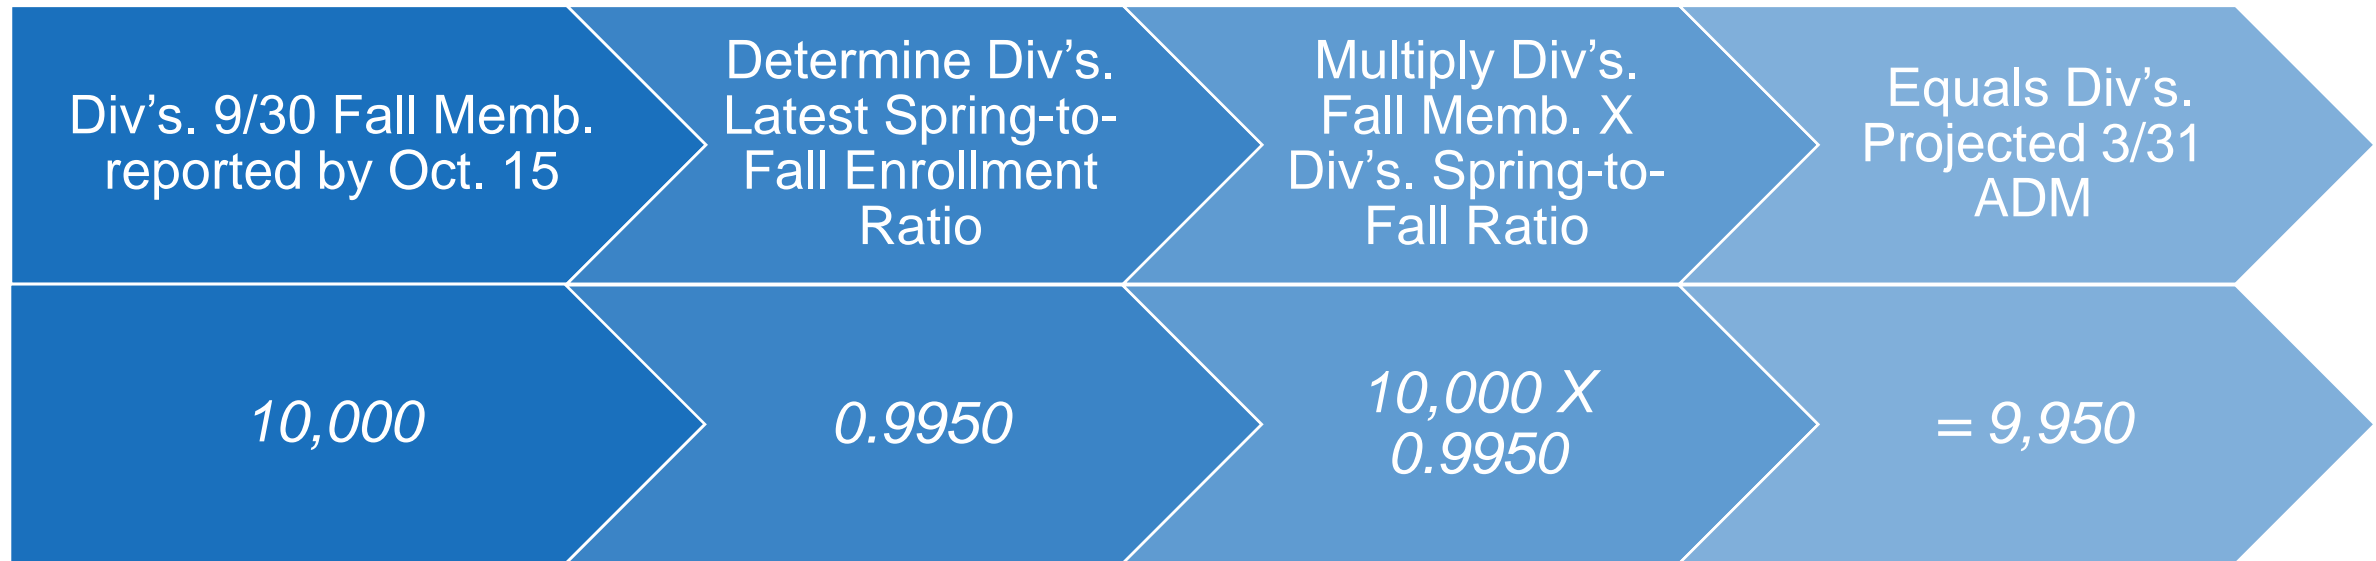 Div’s. 9/30 Fall Memb.
reported by Oct. 15
Determine Div’s.
Latest Spring-to-
Fall Enrollment
Ratio
Multiply Div’s.
Fall Memb. X
Div’s. Spring-to-
Fall Ratio
Equals Div’s.
Projected 3/31
ADM
10,000
0.9950
10,000 X
0.9950
= 9,950